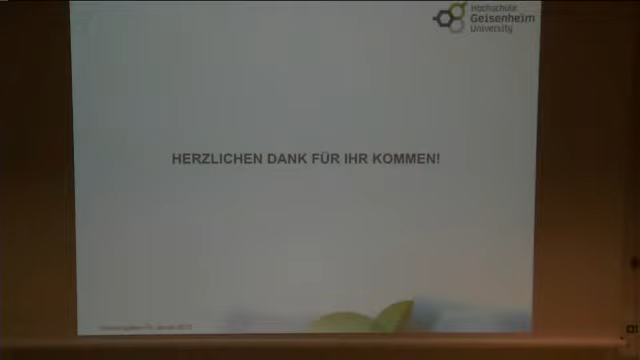 Hochschule
Geisenheim
University
HERZLICHEN DANK FÜR IHR KOMMEN!